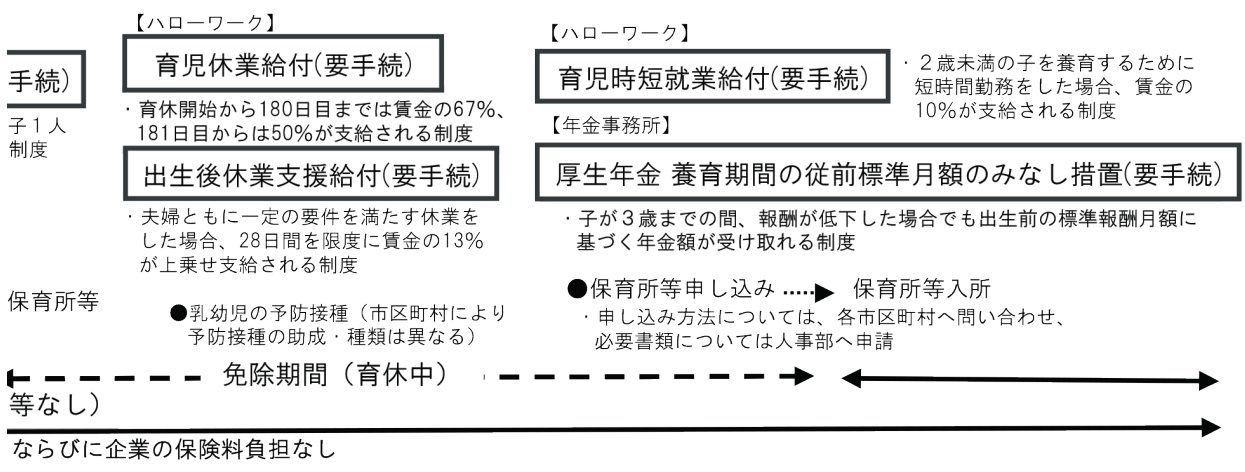 手続)
子１人
制度
保育所等
【ハローワーク】
育児休業給付(要手続)
・育休開始から180日目までは賃金の67%、
181日目からは50%が支給される制度
出生後休業支援給付(要手続)
・夫婦ともに一定の要件を満たす休業を
した場合、28日間を限度に賃金の13%
が上乗せ支給される制度
●乳幼児の予防接種（市区町村により
予防接種の助成・種類は異なる）
【ハローワーク】
育児時短就業給付(要手続)
・２歳未満の子を養育するために
短時間勤務をした場合、賃金の
10%が支給される制度
【年金事務所】
厚生年金 養育期間の従前標準月額のみなし措置(要手続)
・子が３歳までの間、報酬が低下した場合でも出生前の標準報酬月額に
基づく年金額が受け取れる制度
●保育所等申し込み ‥‥▶ 保育所等入所
・申し込み方法については、各市区町村へ問い合わせ、
必要書類については人事部へ申請
免除期間（育休中）
等なし）
ならびに企業の保険料負担なし